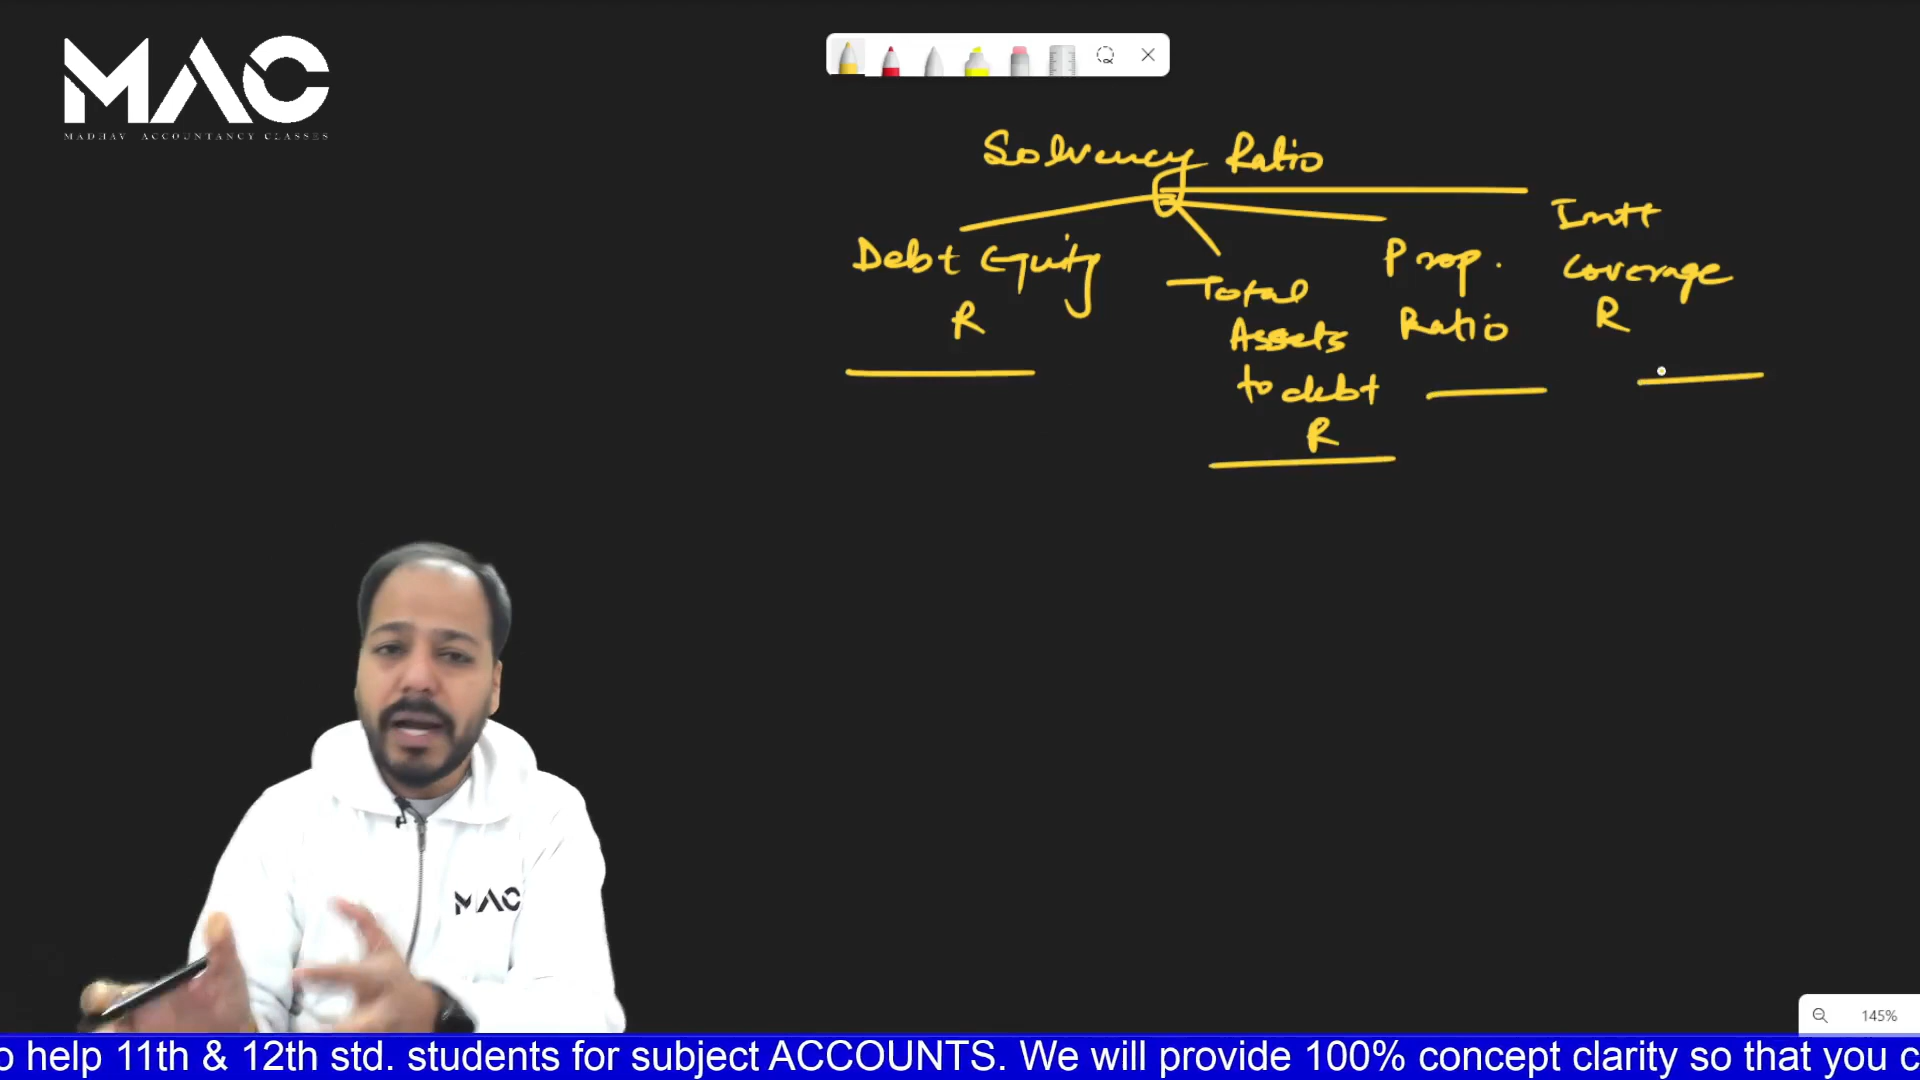 MAC
MADHAV ACCOUNTANCY CLASSES
Solvency Ratio
Debt Equity
R
Total
Assets
to debt
R
Prop.
Ratio
Intt
Coverage
R
MAC
145%
o help 11th & 12th std. students for subject ACCOUNTS. We will provide 100% concept clarity so that you c